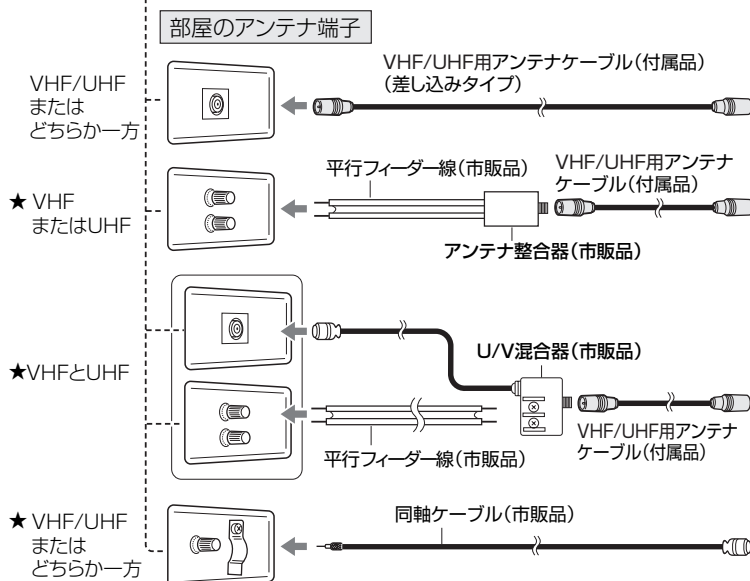 部屋のアンテナ端子
VHF/UHF
または
どちらか一方
VHF/UHF用アンテナケーブル(付属品)
(差し込みタイプ)
★ VHF
またはUHF
平行フィーダー線(市販品)
VHF/UHF用アンテナ
ケーブル(付属品)
アンテナ整合器(市販品)
★VHFとUHF
U/V混合器(市販品)
平行フィーダー線(市販品)
VHF/UHF用アンテナ
ケーブル(付属品)
★ VHF/UHF
または
どちらか一方
同軸ケーブル(市販品)